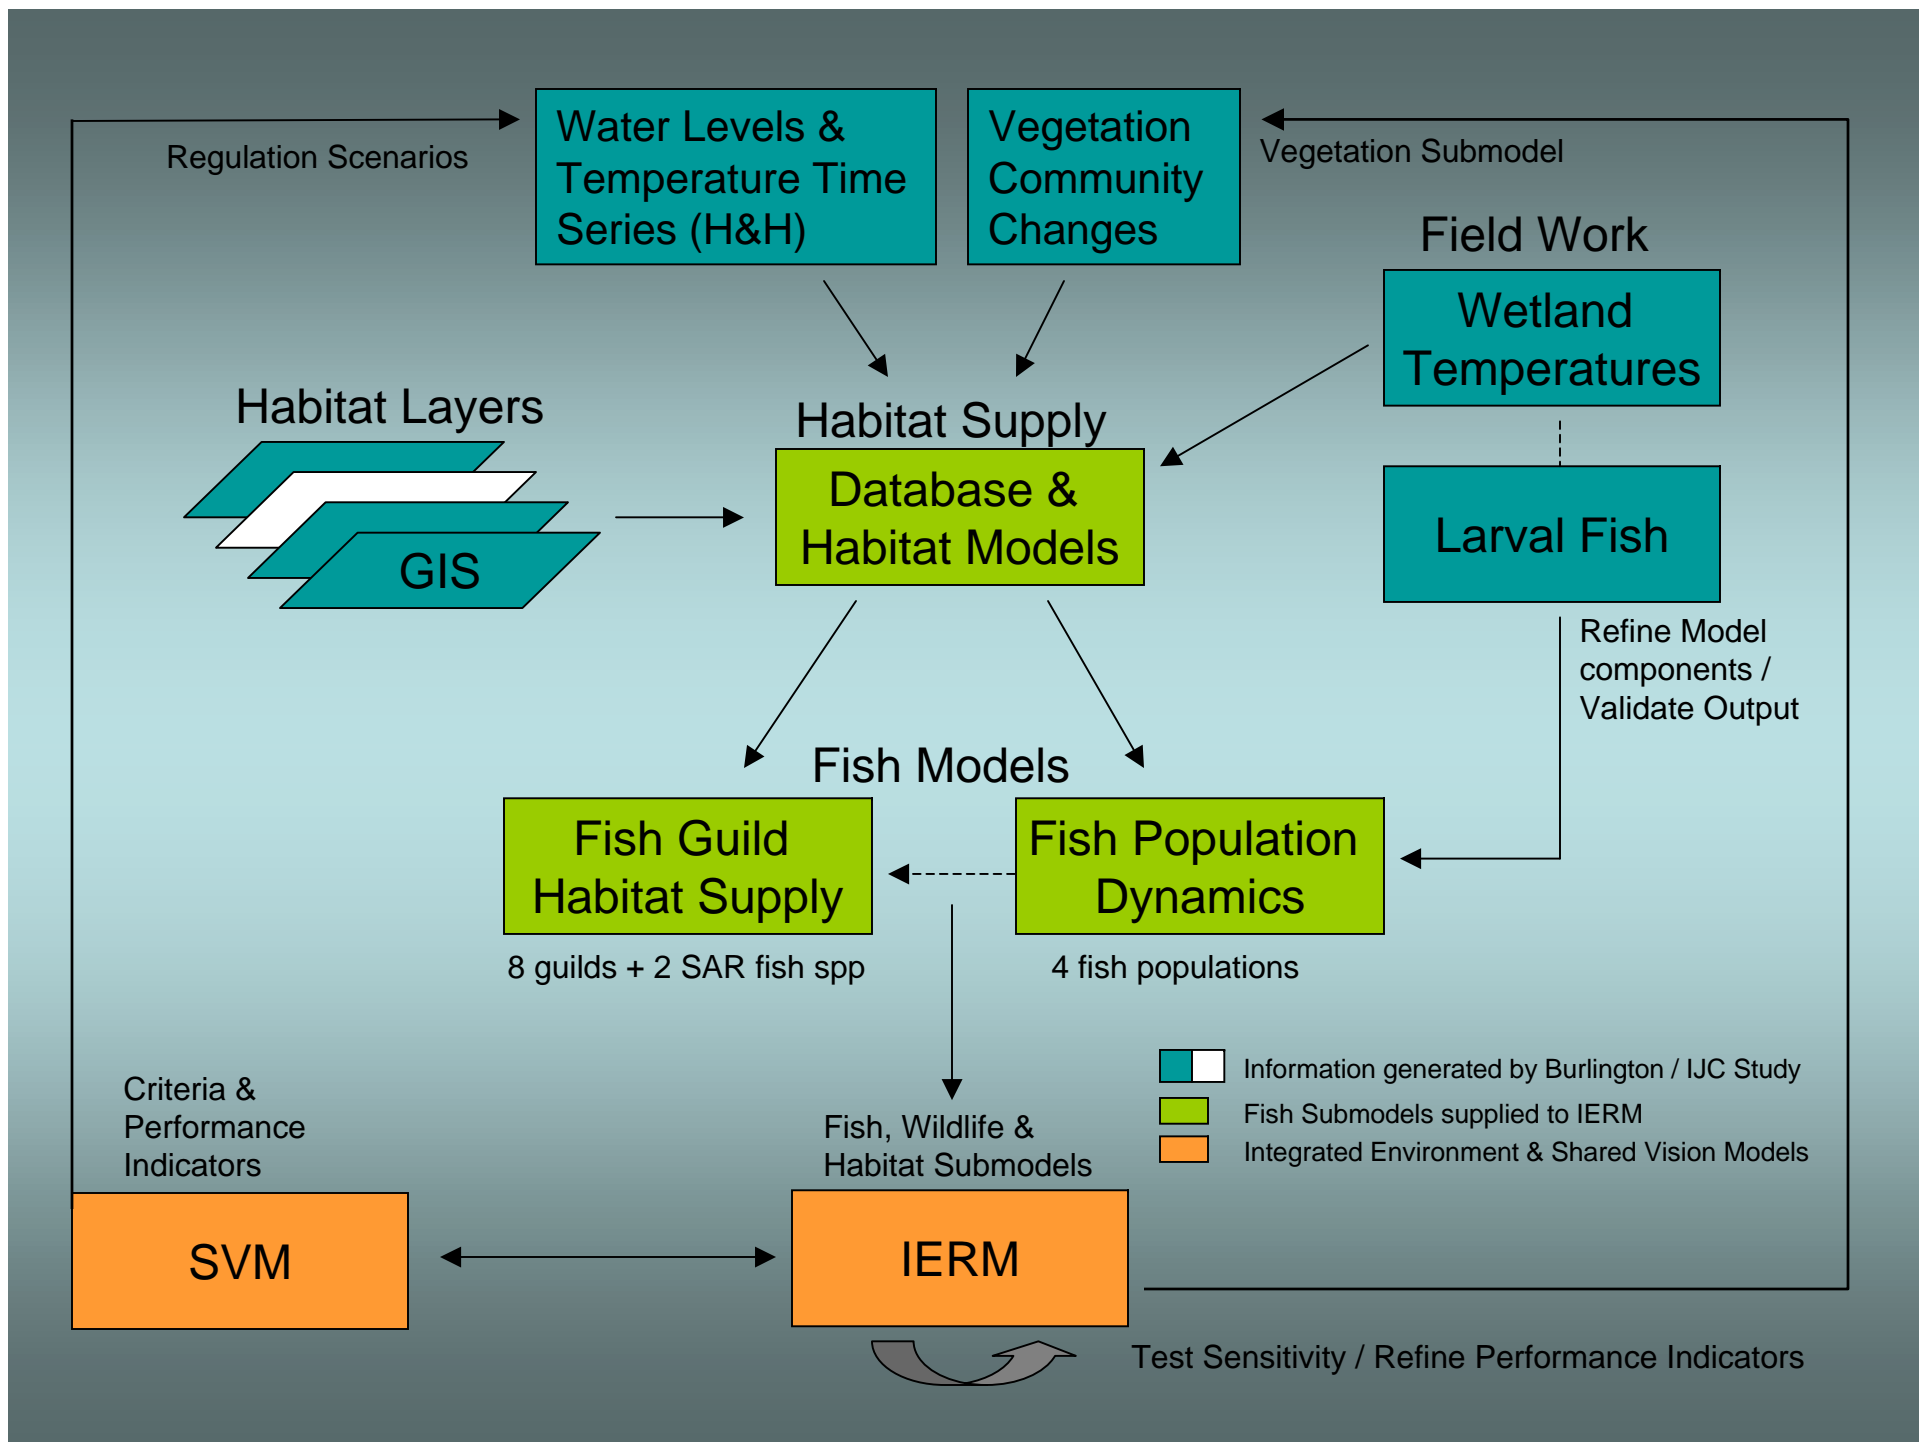 Water Levels &
Temperature Time
Series (H&H)
Vegetation
Community
Changes
Regulation Scenarios
Vegetation Submodel
Field Work
Wetland
Temperatures
Habitat Layers
GIS
Habitat Supply
Database &
Habitat Models
Larval Fish
Refine Model
components /
Validate Output
Fish Models
Fish Guild
Habitat Supply
Fish Population
Dynamics
8 guilds + 2 SAR fish spp
4 fish populations
Information generated by Burlington / IJC Study
Fish Submodels supplied to IERM
Integrated Environment & Shared Vision Models
Criteria &
Performance
Indicators
Fish, Wildlife &
Habitat Submodels
SVM
IERM
Test Sensitivity / Refine Performance Indicators